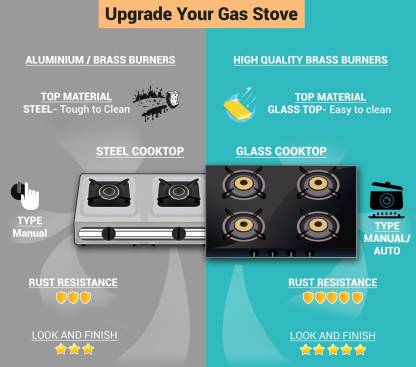 Upgrade Your Gas Stove
ALUMINIUM / BRASS BURNERS
TOP MATERIAL
STEEL- Tough to Clean
STEEL COOKTOP
TYPE
Manual
RUST RESISTANCE
LOOK AND FINISH
HIGH QUALITY BRASS BURNERS
TOP MATERIAL
GLASS TOP- Easy to clean
GLASS COOKTOP
TYPE
MANUAL/
AUTO
RUST RESISTANCE
LOOK AND FINISH